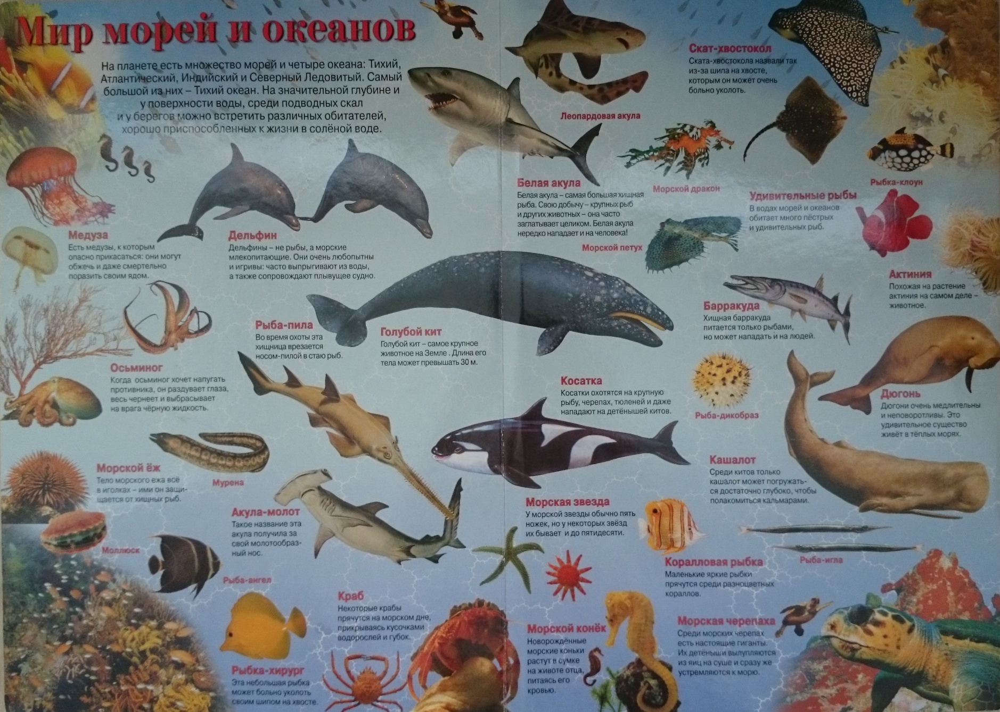 Мир морей и океанов
На планете есть множество морей и четыре океана: Тихий,
Атлантический, Индийский и Северный Ледовитый. Самый
большой из них – Тихий океан. На значительной глубине и
у поверхности воды, среди подводных скал
и у берегов можно встретить различных обитателей,
хорошо приспособленных к жизни в солёной воде.
Леопардовая акула
Скат-хвостокол
Ската-хвостокола назвали так
из-за шипа на хвосте,
которым он может очень
больно уколоть.
Белая акула
Белая акула – самая большая хищная
рыба. Свою добычу – крупных рыб
и других животных – она часто
заглатывает целиком. Белая акула
нередко нападает и на человека!
Морской дракон
Рыбка-клоун
Удивительные рыбы
В водах морей и океанов
обитает много пёстрых
и удивительных рыб.
Медуза
Есть медузы, к которым
опасно прикасаться: они могут
обжечь и даже смертельно
поразить своим ядом.
Дельфин
Дельфины – не рыбы, а морские
млекопитающие. Они очень любопытны
и игривы: часто выпрыгивают из воды,
а также сопровождают плывущее судно.
Морской петух
Актиния
Похожая на растение
актиния на самом деле –
животное.
Барракуда
Хищная барракуда
питается только рыбами,
но может нападать и на людей.
Рыба-пила
Во время охоты эта
хищница врезается
носом-пилой в стаю рыб.
Голубой кит
Голубой кит – самое крупное
животное на Земле . Длина его
тела может превышать 30 м.
Осьминог
Когда осьминог хочет напугать
противника, он раздувает глаза,
весь чернеет и выбрасывает
на врага чёрную жидкость.
Косатка
Косатки охотятся на крупную
рыбу, черепах, тюленей и даже
нападают на детёнышей китов.
Рыба-дикобраз
Дюгонь
Дюгони очень медлительны
и неповоротливы. Это
удивительное существо
живёт в тёплых морях.
Морской ёж
Тело морского ежа всё
в иголках – ими он защи-
щается от хищных рыб.
Мурена
Кашалот
Среди китов только
кашалот может погружать-
ся достаточно глубоко, чтобы
полакомиться кальмарами.
Акула-молот
Такое название эта
акула получила за
свой молотообраз-
ный нос.
Морская звезда
У морской звезды обычно пять
ножек, но у некоторых звёзд
их бывает и до пятидесяти.
Моллюск
Рыба-ангел
Коралловая рыбка
Маленькие яркие рыбки
прячутся среди разноцветных
кораллов.
Рыба-игла
Краб
Некоторые крабы
прячутся на морском дне,
прикрываясь кусочками
водорослей и губок.
Морской конёк
Новорождённые
морские коньки
растут в сумке
на животе отца,
питаясь его
кровью.
Морская черепаха
Среди морских черепах
есть настоящие гиганты.
Их детёныши вылупляются
из яиц на суше и сразу же
устремляются к морю.
Рыбка-хирург
Эта небольшая рыбка
может больно уколоть
своим шипом на хвосте.